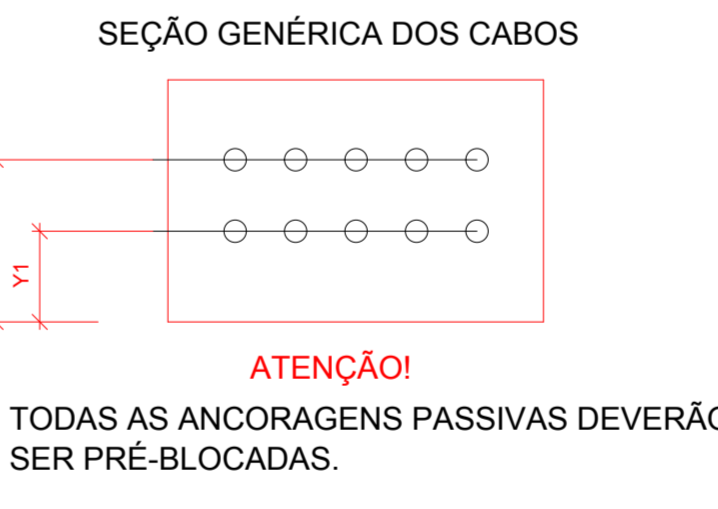 SEÇÃO GENÉRICA DOS CABOS
Y1
ATENÇÃO!
TODAS AS ANCORAGENS PASSIVAS DEVERÃO
SER PRÉ-BLOCADAS.